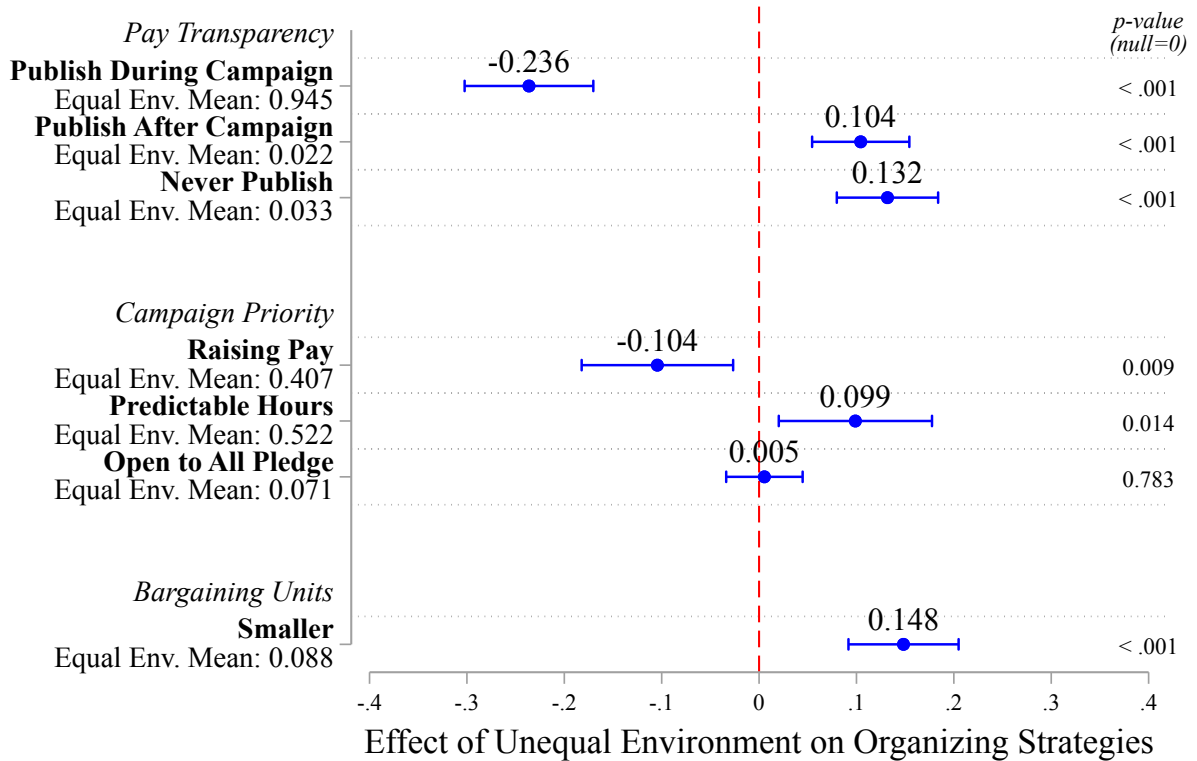 Pay Transparency
p-value
(null=0)
Publish During Campaign
Equal Env. Mean: 0.945
-0.236
< .001
Publish After Campaign
Equal Env. Mean: 0.022
0.104
< .001
Never Publish
Equal Env. Mean: 0.033
0.132
< .001
Campaign Priority
Raising Pay
Equal Env. Mean: 0.407
-0.104
0.009
Predictable Hours
Equal Env. Mean: 0.522
0.099
0.014
Open to All Pledge
Equal Env. Mean: 0.071
0.005
0.783
Bargaining Units
Smaller
Equal Env. Mean: 0.088
0.148
< .001
-.4 -.3 -.2 -.1 0 .1 .2 .3 .4
Effect of Unequal Environment on Organizing Strategies